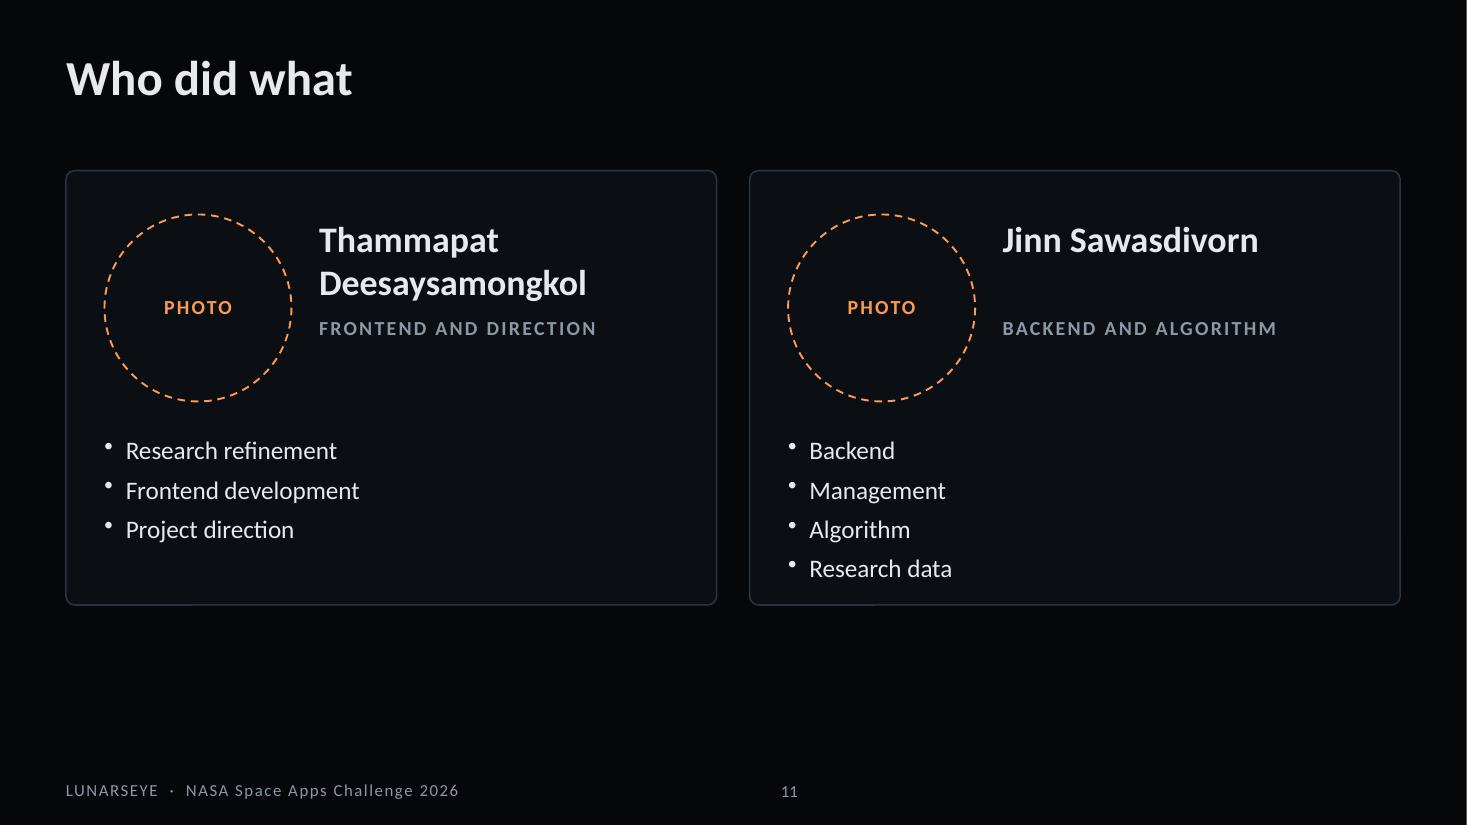 Who did what
PHOTO
Thammapat
Deesaysamongkol
FRONTEND AND DIRECTION
• Research refinement
• Frontend development
• Project direction
PHOTO
Jinn Sawasdivorn
BACKEND AND ALGORITHM
• Backend
• Management
• Algorithm
• Research data
LUNARSEYE · NASA Space Apps Challenge 2026
11